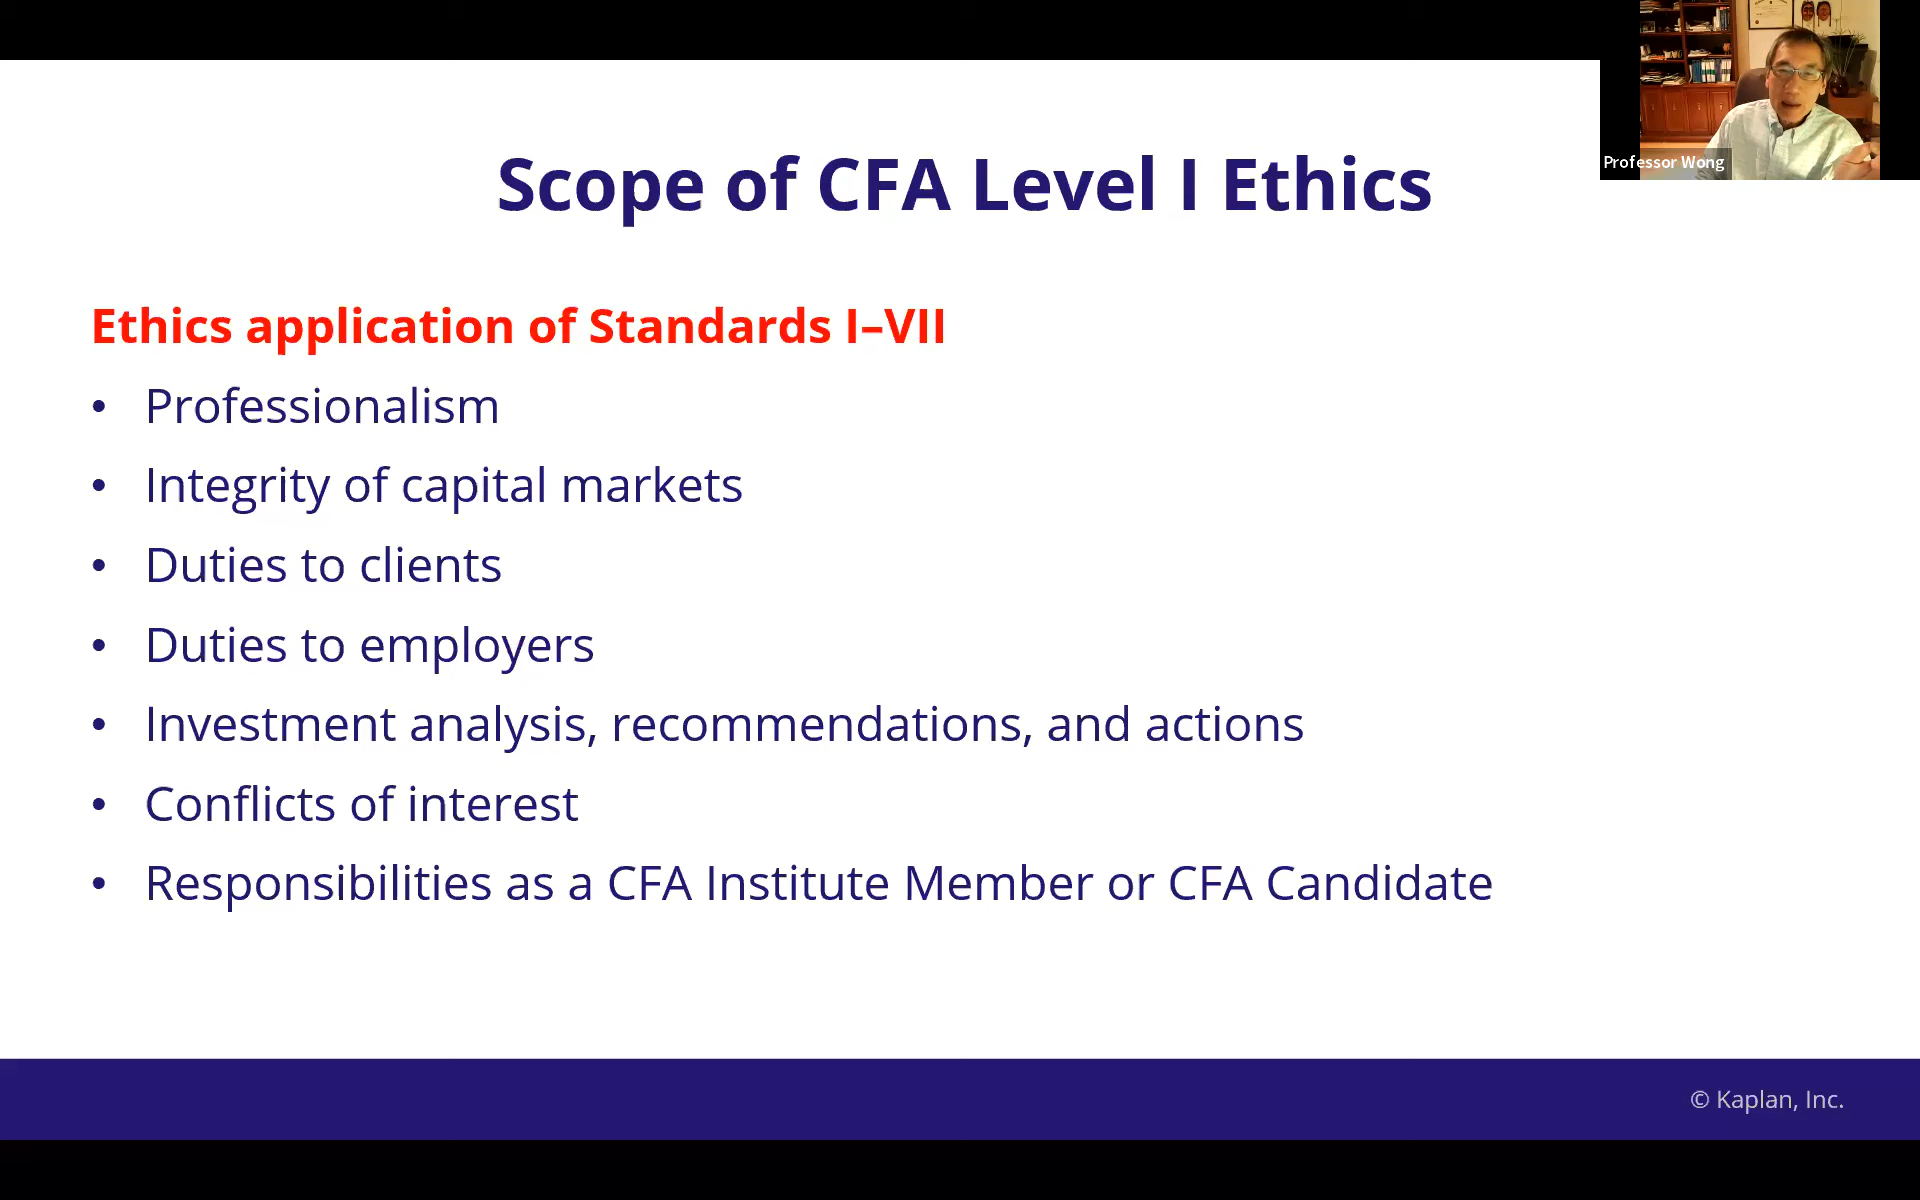 Professor Wong
Scope of CFA Level I Ethics
Ethics application of Standards I–VII
• Professionalism
• Integrity of capital markets
• Duties to clients
• Duties to employers
• Investment analysis, recommendations, and actions
• Conflicts of interest
• Responsibilities as a CFA Institute Member or CFA Candidate
© Kaplan, Inc.